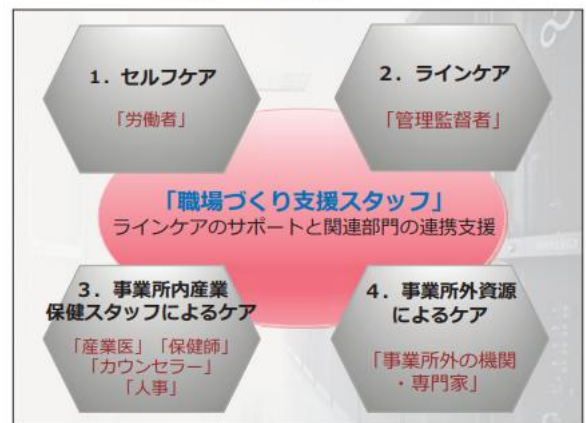 1．セルフケア
「労働者」
2．ラインケア
「管理監督者」
「職場づくり支援スタッフ」
ラインケアのサポートと関連部門の連携支援
3．事業所内産業
保健スタッフによるケア
「産業医」「保健師」
「カウンセラー」
「人事」
4．事業所外資源
によるケア
「事業所外の機関
・専門家」